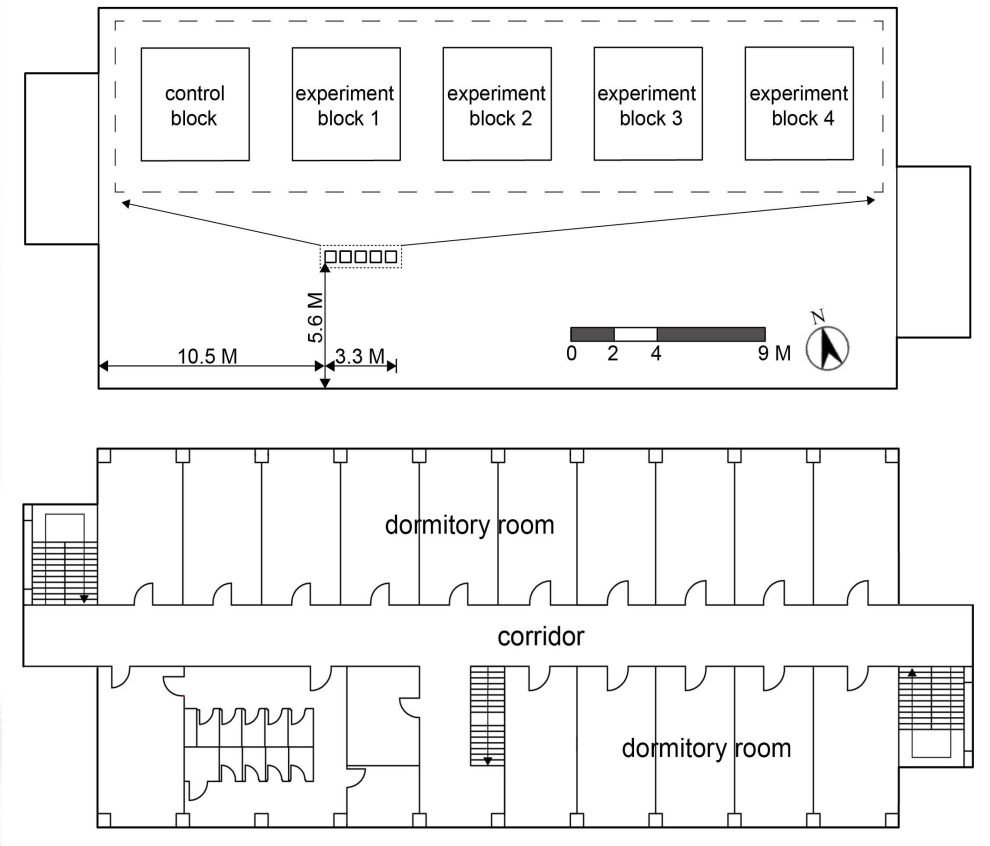 control
block
experiment
block 1
experiment
block 2
experiment
block 3
experiment
block 4
5.6 M
10.5 M
3.3 M
0 2 4 9 M
N
dormitory room
corridor
dormitory room